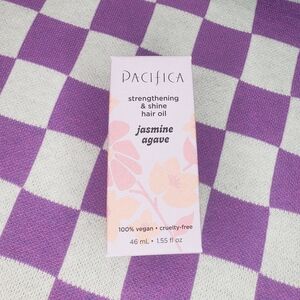 PACIFICA
strengthening
& shine
hair oil
jasmine
agave
100% vegan • cruelty-free
46 ml • 1.55 fl oz